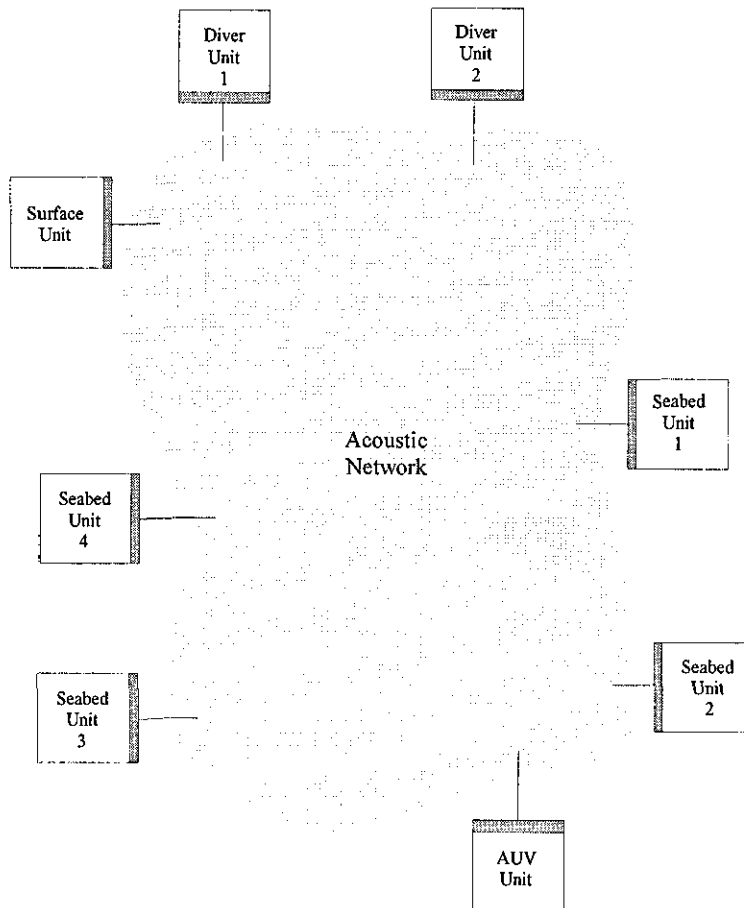 Diver
Unit
1
Diver
Unit
2
Surface
Unit
Seabed
Unit
1
Acoustic
Network
Seabed
Unit
4
Seabed
Unit
2
Seabed
Unit
3
AUV
Unit